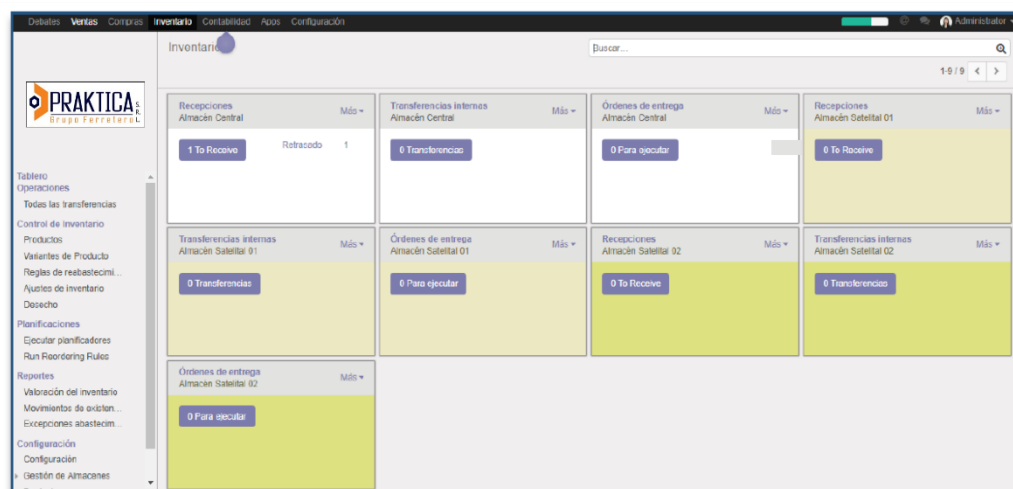 Debates Ventas Compras Inventario Contabilidad Apps Configuración
Administrator
Inventario
Buscar...
1-9 / 9
PRAKTICA S.R.L
Grupo Ferretero
Tablero
Operaciones
Todas las transferencias
Control de Inventario
Productos
Variantes de Producto
Reglas de reabastecimi...
Ajustes de inventario
Desecho
Planificaciones
Ejecutar planificadores
Run Reordering Rules
Reportes
Valoración del inventario
Movimientos de existen...
Excepciones abastecim...
Configuración
Configuración
Gestión de Almacenes
Recepciones
Almacén Central
Más
1 To Receive
Retrasado 1
Transferencias internas
Almacén Central
Más
0 Transferencias
Órdenes de entrega
Almacén Central
Más
0 Para ejecutar
Recepciones
Almacén Satelital 01
Más
0 To Receive
Transferencias internas
Almacén Satelital 01
Más
0 Transferencias
Órdenes de entrega
Almacén Satelital 01
Más
0 Para ejecutar
Recepciones
Almacén Satelital 02
Más
0 To Receive
Transferencias internas
Almacén Satelital 02
Más
0 Transferencias
Órdenes de entrega
Almacén Satelital 02
Más
0 Para ejecutar